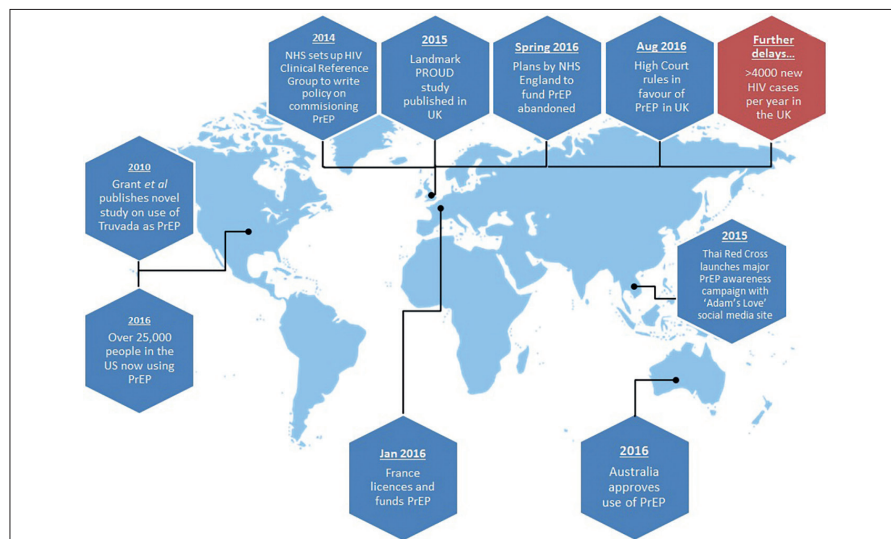 2014
NHS sets up HIV
Clinical Reference
Group to write
policy on
commisioning
PrEP
2015
Landmark
PROUD
study
published in
UK
Spring 2016
Plans by NHS
England to
fund PrEP
abandoned
Aug 2016
High Court
rules in
favour of
PrEP in UK
Further
delays...
>4000 new
HIV cases
per year in
the UK
2010
Grant et al
publishes novel
study on use of
Truvada as PrEP
2016
Over 25,000
people in the
US now using
PrEP
2015
Thai Red Cross
launches major
PrEP awareness
campaign with
‘Adam’s Love’
social media site
Jan 2016
France
licences and
funds PrEP
2016
Australia
approves
use of PrEP